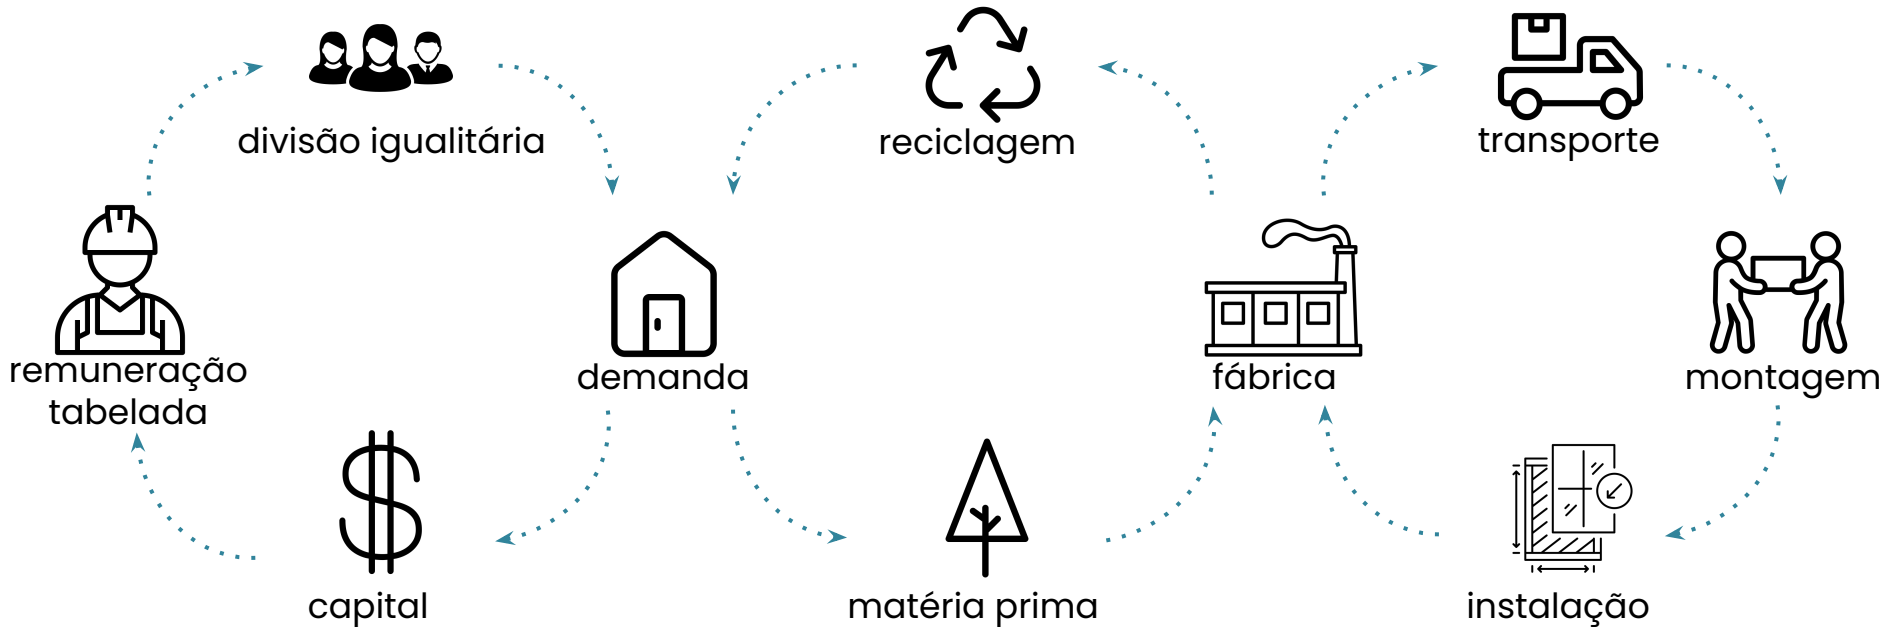 divisão igualitária
reciclagem
transporte
remuneração
tabelada
demanda
fábrica
montagem
capital
matéria prima
instalação